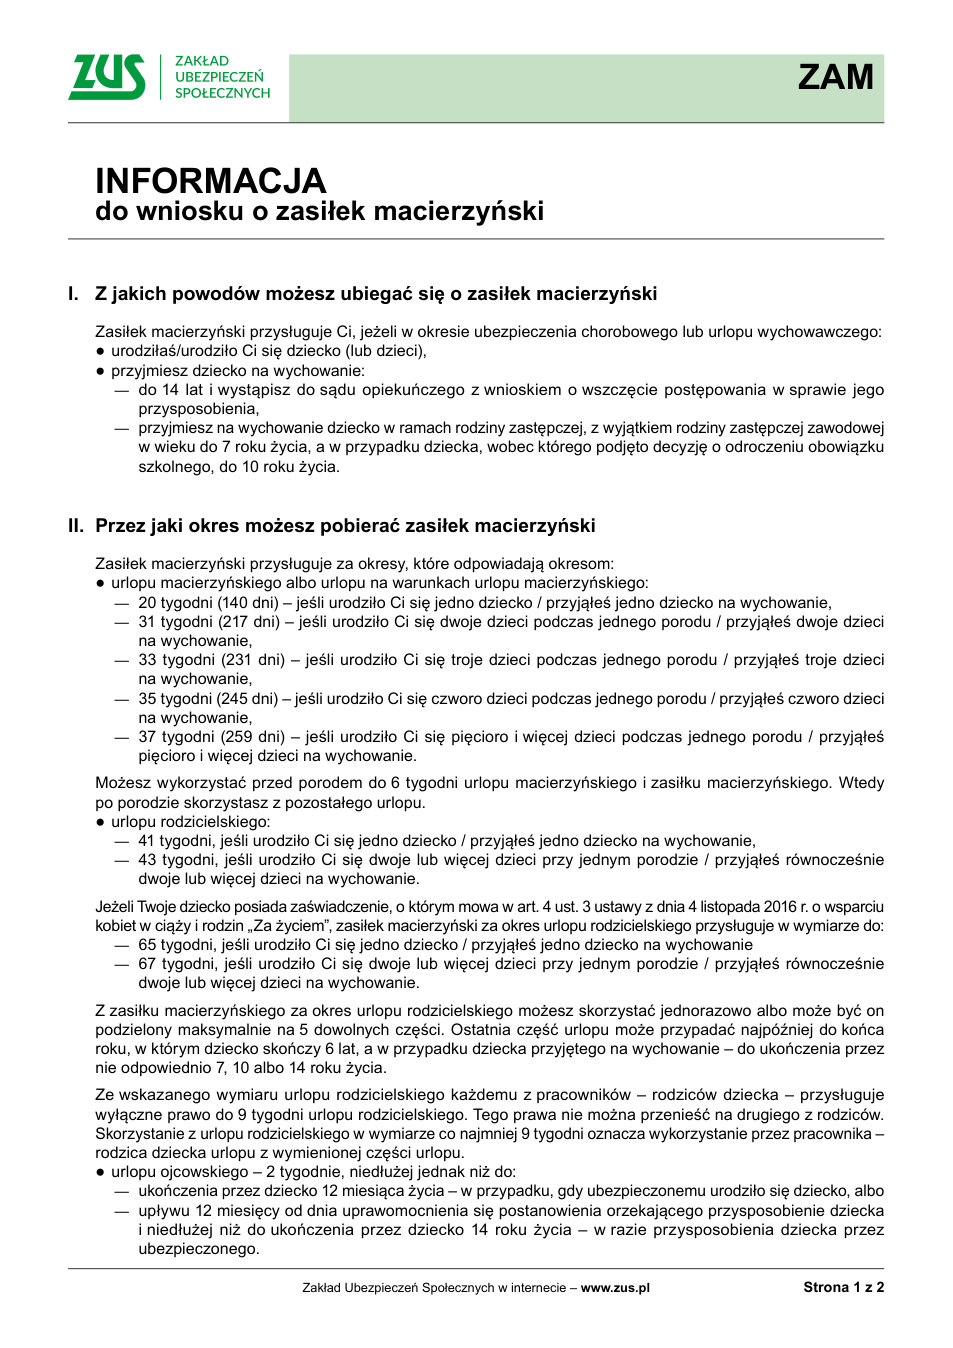 ZUS
ZAKŁAD
UBEZPIECZEŃ
SPOŁECZNYCH
ZAM
INFORMACJA
do wniosku o zasiłek macierzyński
I. Z jakich powodów możesz ubiegać się o zasiłek macierzyński
Zasiłek macierzyński przysługuje Ci, jeżeli w okresie ubezpieczenia chorobowego lub urlopu wychowawczego:
● urodziłaś/urodziło Ci się dziecko (lub dzieci),
● przyjmiesz dziecko na wychowanie:
— do 14 lat i wystąpisz do sądu opiekuńczego z wnioskiem o wszczęcie postępowania w sprawie jego
przysposobienia,
— przyjmiesz na wychowanie dziecko w ramach rodziny zastępczej, z wyjątkiem rodziny zastępczej zawodowej
w wieku do 7 roku życia, a w przypadku dziecka, wobec którego podjęto decyzję o odroczeniu obowiązku
szkolnego, do 10 roku życia.
II. Przez jaki okres możesz pobierać zasiłek macierzyński
Zasiłek macierzyński przysługuje za okresy, które odpowiadają okresom:
● urlopu macierzyńskiego albo urlopu na warunkach urlopu macierzyńskiego:
— 20 tygodni (140 dni) – jeśli urodziło Ci się jedno dziecko / przyjąłeś jedno dziecko na wychowanie,
— 31 tygodni (217 dni) – jeśli urodziło Ci się dwoje dzieci podczas jednego porodu / przyjąłeś dwoje dzieci
na wychowanie,
— 33 tygodni (231 dni) – jeśli urodziło Ci się troje dzieci podczas jednego porodu / przyjąłeś troje dzieci
na wychowanie,
— 35 tygodni (245 dni) – jeśli urodziło Ci się czworo dzieci podczas jednego porodu / przyjąłeś czworo dzieci
na wychowanie,
— 37 tygodni (259 dni) – jeśli urodziło Ci się pięcioro i więcej dzieci podczas jednego porodu / przyjąłeś
pięcioro i więcej dzieci na wychowanie.
Możesz wykorzystać przed porodem do 6 tygodni urlopu macierzyńskiego i zasiłku macierzyńskiego. Wtedy
po porodzie skorzystasz z pozostałego urlopu.
● urlopu rodzicielskiego:
— 41 tygodni, jeśli urodziło Ci się jedno dziecko / przyjąłeś jedno dziecko na wychowanie,
— 43 tygodni, jeśli urodziło Ci się dwoje lub więcej dzieci przy jednym porodzie / przyjąłeś równocześnie
dwoje lub więcej dzieci na wychowanie.
Jeżeli Twoje dziecko posiada zaświadczenie, o którym mowa w art. 4 ust. 3 ustawy z dnia 4 listopada 2016 r. o wsparciu
kobiet w ciąży i rodzin „Za życiem”, zasiłek macierzyński za okres urlopu rodzicielskiego przysługuje w wymiarze do:
— 65 tygodni, jeśli urodziło Ci się jedno dziecko / przyjąłeś jedno dziecko na wychowanie
— 67 tygodni, jeśli urodziło Ci się dwoje lub więcej dzieci przy jednym porodzie / przyjąłeś równocześnie
dwoje lub więcej dzieci na wychowanie.
Z zasiłku macierzyńskiego za okres urlopu rodzicielskiego możesz skorzystać jednorazowo albo może być on
podzielony maksymalnie na 5 dowolnych części. Ostatnia część urlopu może przypadać najpóźniej do końca
roku, w którym dziecko skończy 6 lat, a w przypadku dziecka przyjętego na wychowanie – do ukończenia przez
nie odpowiednio 7, 10 albo 14 roku życia.
Ze wskazanego wymiaru urlopu rodzicielskiego każdemu z pracowników – rodziców dziecka – przysługuje
wyłączne prawo do 9 tygodni urlopu rodzicielskiego. Tego prawa nie można przenieść na drugiego z rodziców.
Skorzystanie z urlopu rodzicielskiego w wymiarze co najmniej 9 tygodni oznacza wykorzystanie przez pracownika –
rodzica dziecka urlopu z wymienionej części urlopu.
● urlopu ojcowskiego – 2 tygodnie, niedłużej jednak niż do:
— ukończenia przez dziecko 12 miesiąca życia – w przypadku, gdy ubezpieczonemu urodziło się dziecko, albo
— upływu 12 miesięcy od dnia uprawomocnienia się postanowienia orzekającego przysposobienie dziecka
i niedłużej niż do ukończenia przez dziecko 14 roku życia – w razie przysposobienia dziecka przez
ubezpieczonego.
Zakład Ubezpieczeń Społecznych w internecie – www.zus.pl
Strona 1 z 2